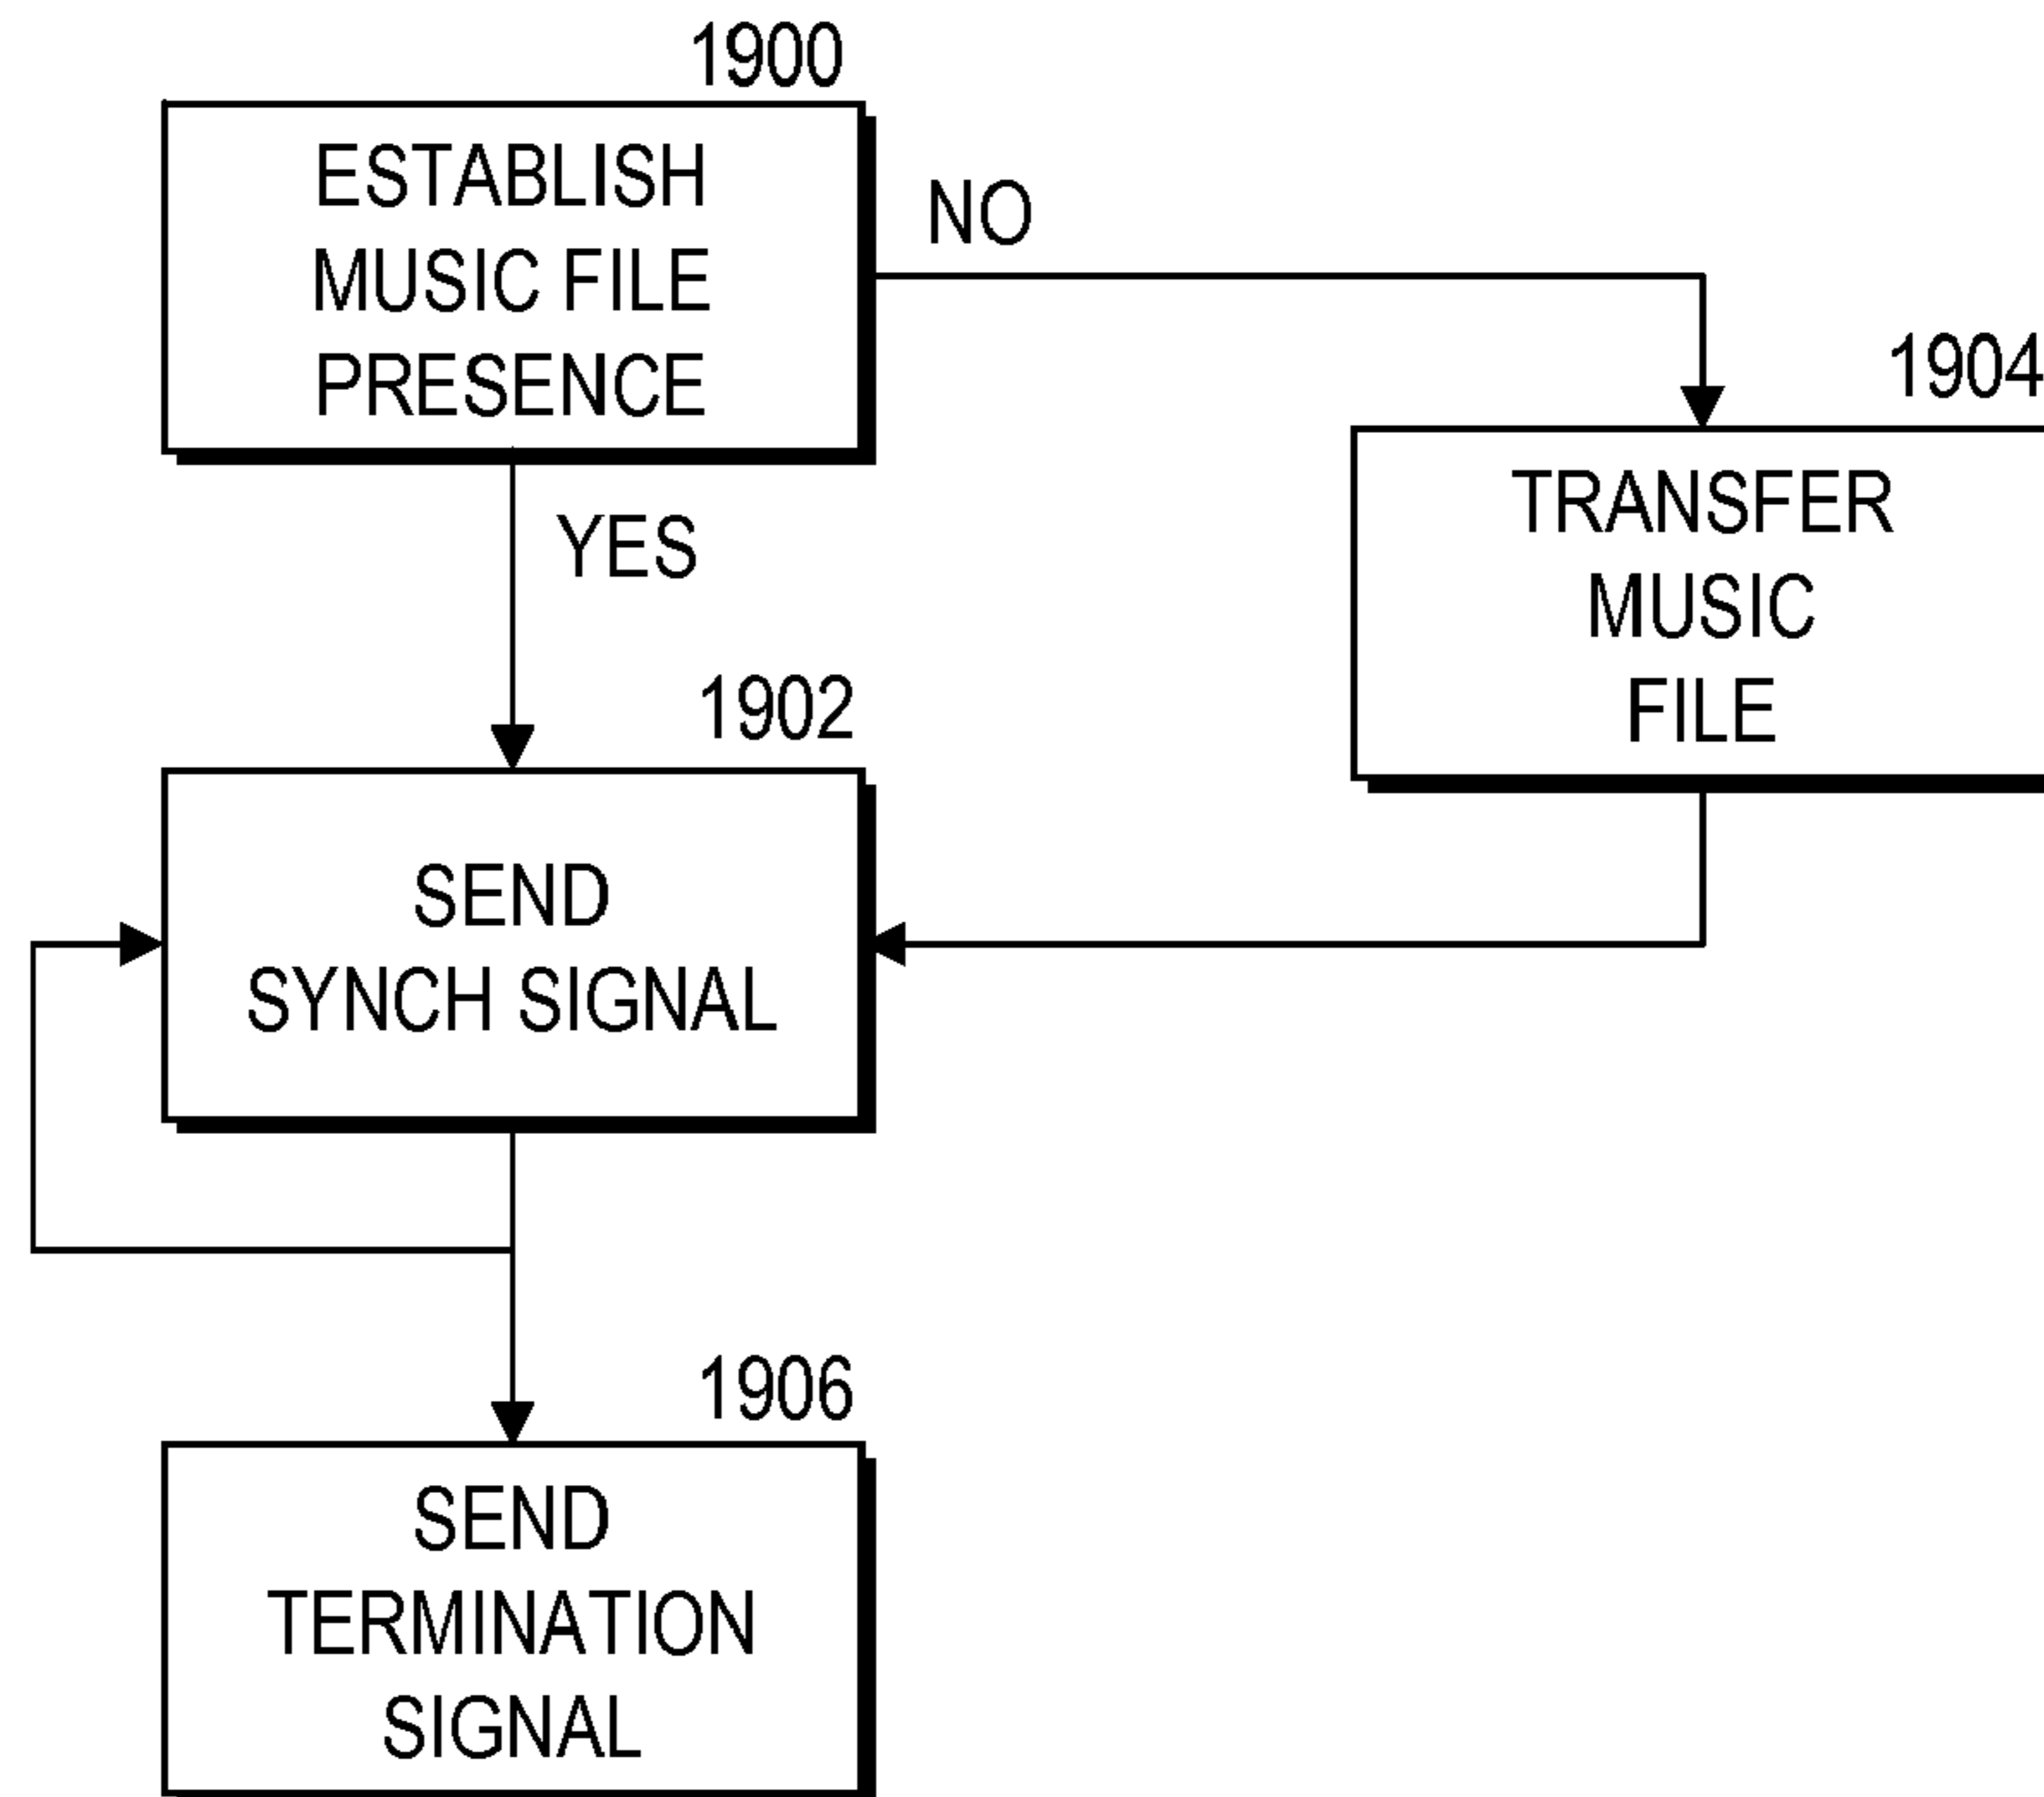 1900
ESTABLISH
MUSIC FILE
PRESENCE
NO
YES
1904
TRANSFER
MUSIC
FILE
1902
SEND
SYNCH SIGNAL
1906
SEND
TERMINATION
SIGNAL